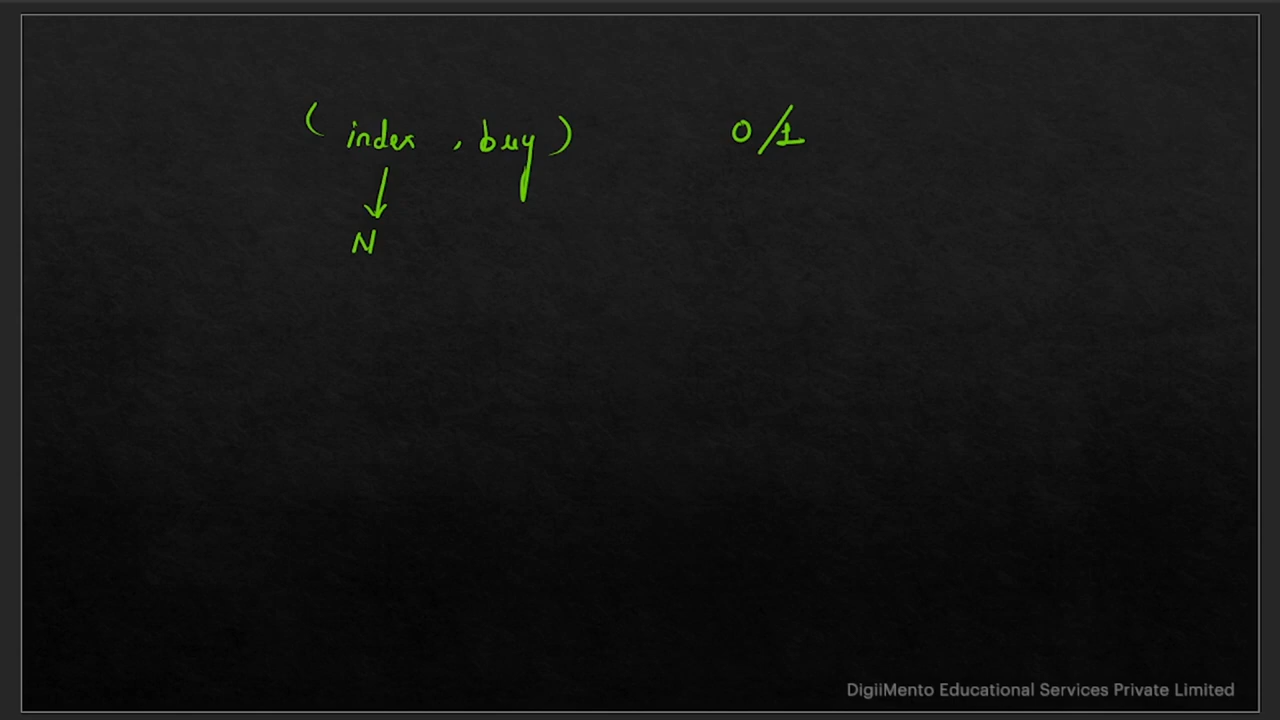 (index, buy) 0/1
↓
N
DigiiMento Educational Services Private Limited